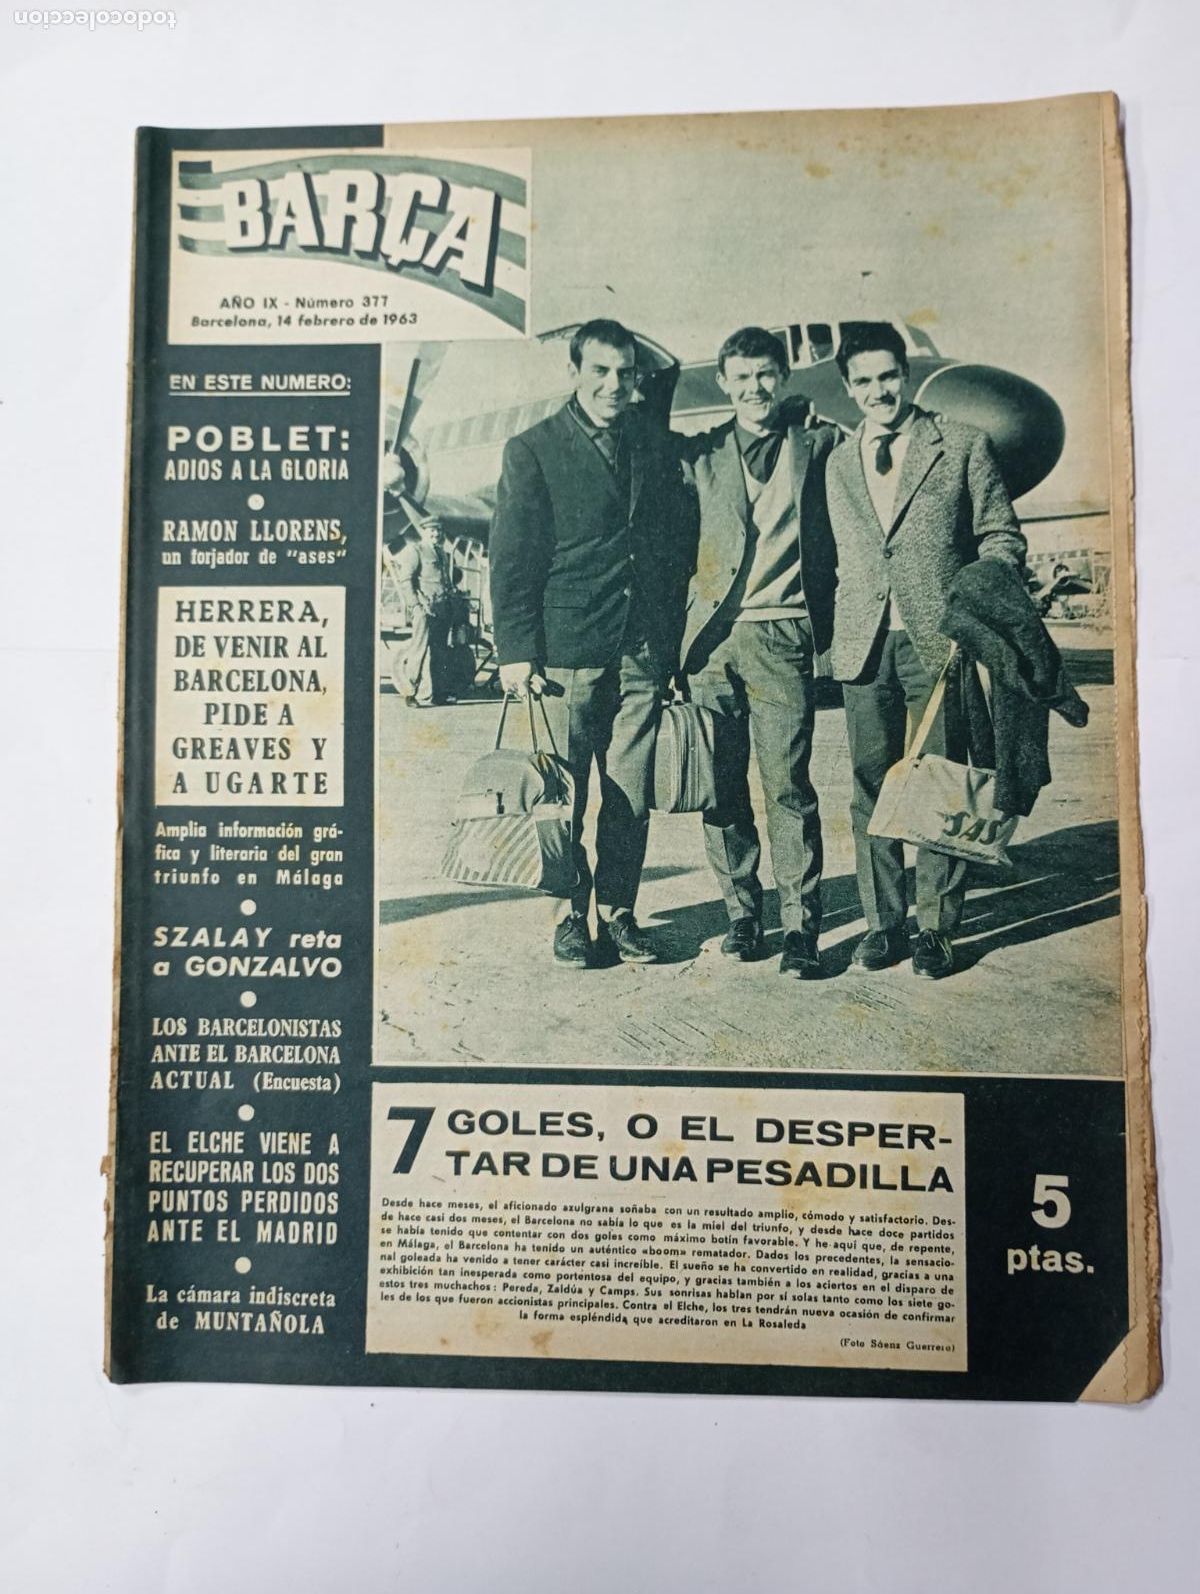 todocoleccion
BARÇA
AÑO IX - Número 377
Barcelona, 14 febrero de 1963
EN ESTE NUMERO:
POBLET:
ADIOS A LA GLORIA
RAMON LLORENS,
un forjador de "ases"
HERRERA,
DE VENIR AL
BARCELONA,
PIDE A
GREAVES Y
A UGARTE
Amplia información grá-
fica y literaria del gran
triunfo en Málaga
SZALAY reta
a GONZALVO
LOS BARCELONISTAS
ANTE EL BARCELONA
ACTUAL (Encuesta)
EL ELCHE VIENE A
RECUPERAR LOS DOS
PUNTOS PERDIDOS
ANTE EL MADRID
La cámara indiscreta
de MUNTAÑOLA
SAS
7 GOLES, O EL DESPER-
TAR DE UNA PESADILLA
Desde hace meses, el aficionado azulgrana soñaba con un resultado amplio, cómodo y satisfactorio. Des-
de hace casi dos meses, el Barcelona no sabía lo que es la miel del triunfo, y desde hace doce partidos
se había tenido que contentar con dos goles como máximo botín favorable. Y he aquí que, de repente,
en Málaga, el Barcelona ha tenido un auténtico «boom» rematador. Dados los precedentes, la sensacio-
nal goleada ha venido a tener carácter casi increíble. El sueño se ha convertido en realidad, gracias a una
exhibición tan inesperada como portentosa del equipo, y gracias también a los aciertos en el disparo de
estos tres muchachos: Pereda, Zaldúa y Camps. Sus sonrisas hablan por sí solas tanto como los siete go-
les de los que fueron accionistas principales. Contra el Elche, los tres tendrán nueva ocasión de confirmar
la forma espléndida que acreditaron en La Rosaleda
(Foto Sáenz Guerrero)
5
ptas.